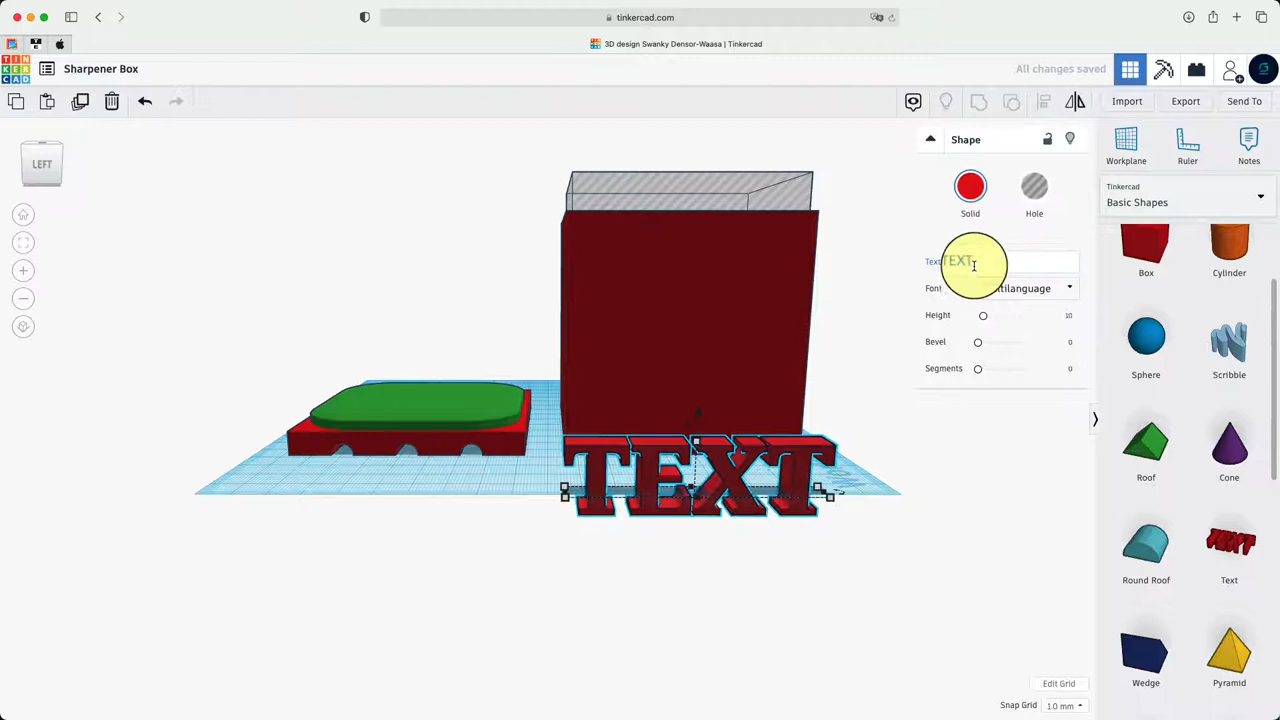 tinkercad.com
3D design Swanky Densor-Waasa | Tinkercad
TIN
KER
CAD
Sharpener Box
All changes saved
Import
Export
Send To
LEFT
Shape
Solid
Hole
Workplane
Ruler
Notes
Tinkercad
Basic Shapes
Text
TEXT
Height
10
Bevel
0
Segments
0
Box
Cylinder
Sphere
Scribble
Roof
Cone
TEXT
TEXT
Round Roof
Text
Wedge
Pyramid
Edit Grid
Snap Grid
1.0 mm